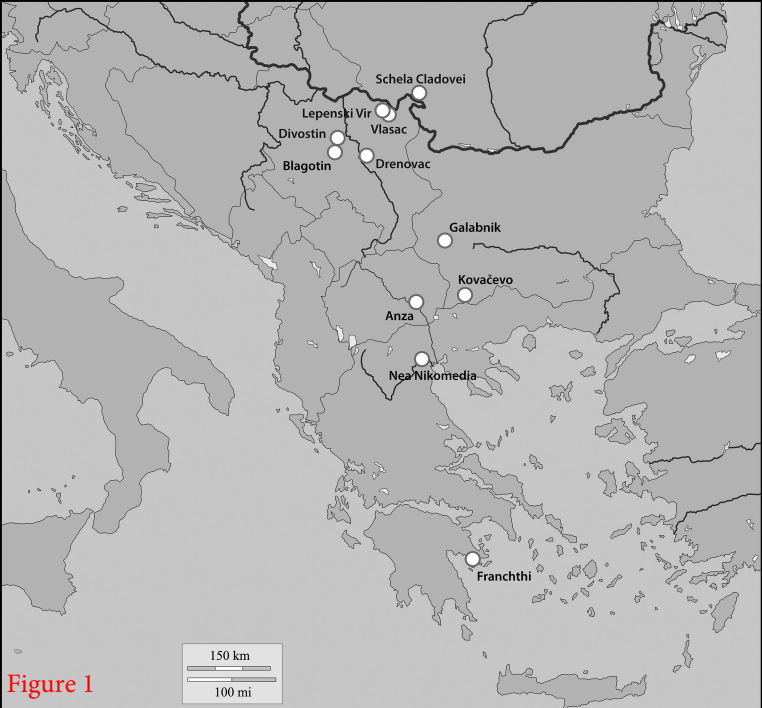 Schela Cladovei
Lepenski Vir
Vlasac
Divostin
Blagotin
Drenovac
Galabnik
Kovačevo
Anza
Nea Nikomedia
Franchthi
150 km
100 mi
Figure 1